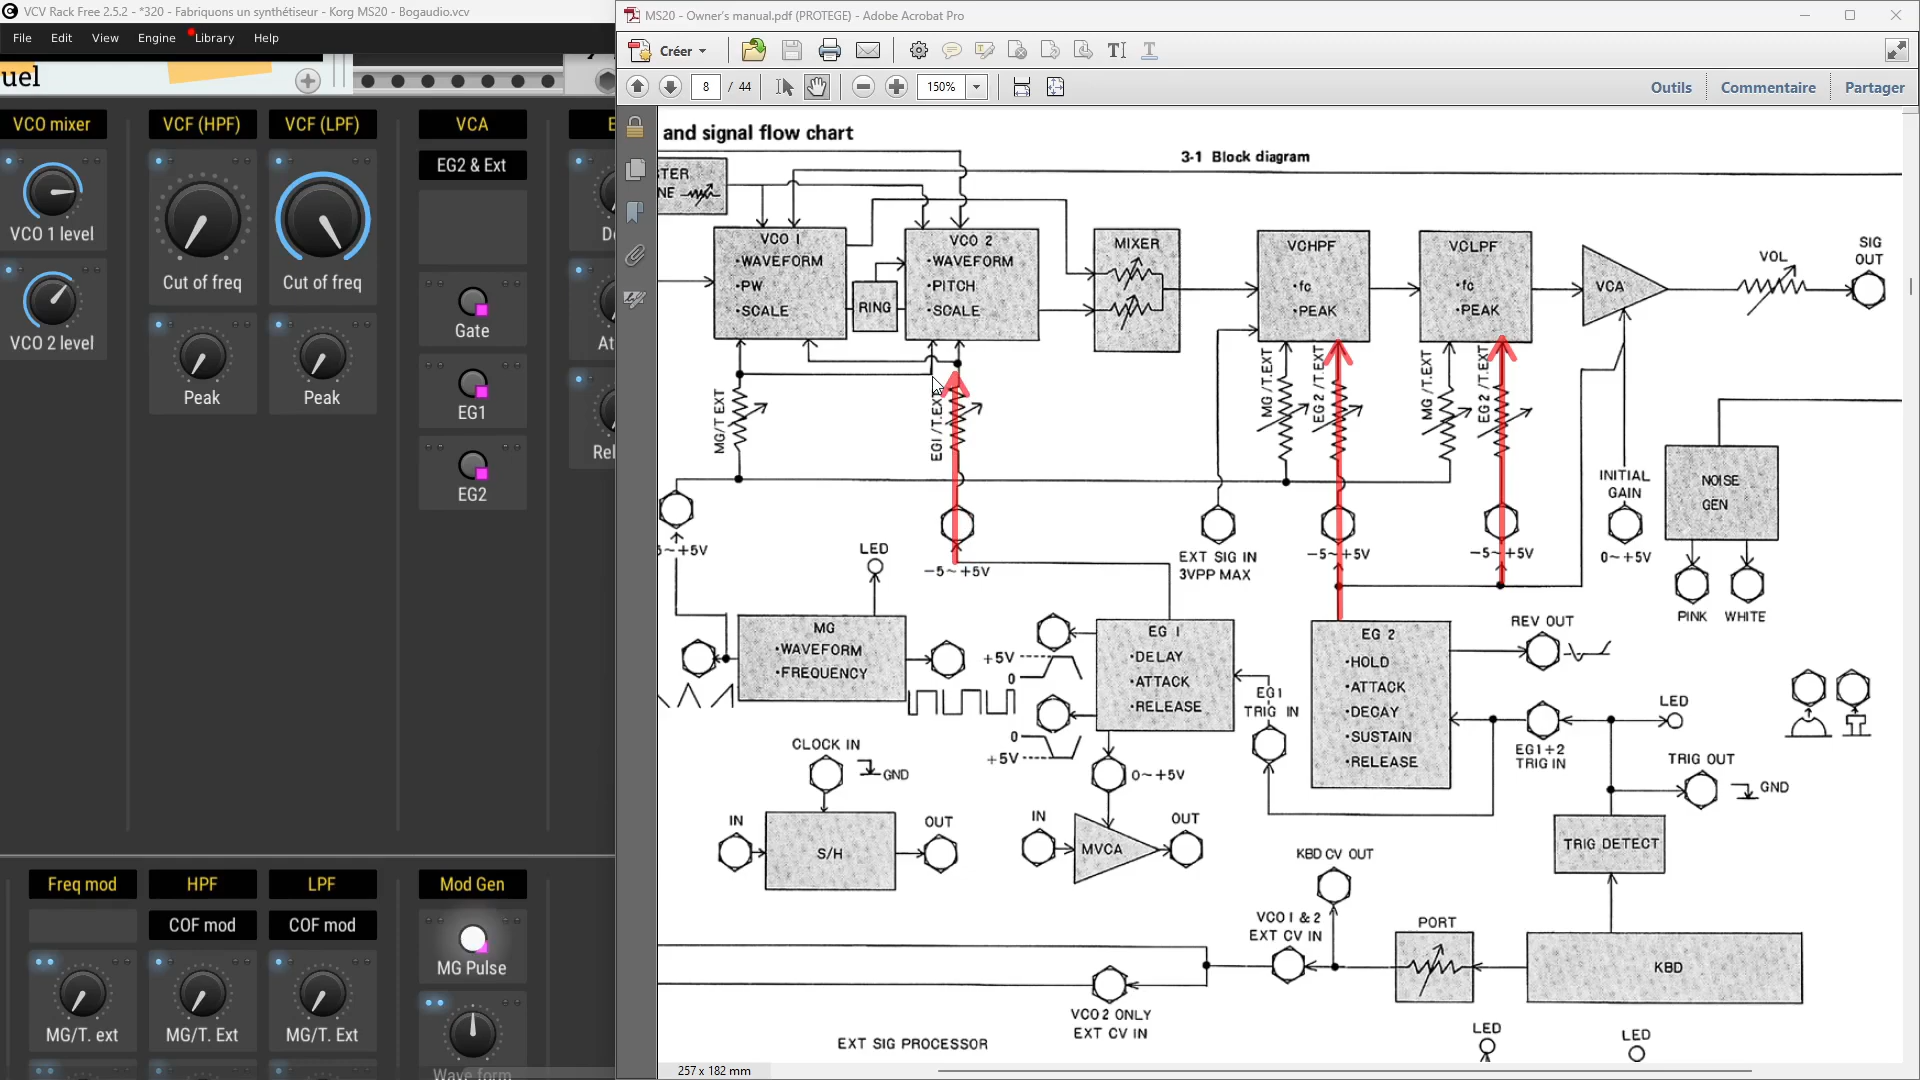 VCV Rack Free 2.5.2 - *320 - Fabriquons un synthétiseur - Korg MS20 - Bogaudio.vcv
File Edit View Engine Library Help
uel
VCO mixer
VCF (HPF)
VCF (LPF)
VCA
E
EG2 & Ext
VCO 1 level
Cut of freq
Cut of freq
De
VCO 2 level
Peak
Peak
Gate
At
EG1
Rel
EG2
Freq mod
HPF
LPF
Mod Gen
COF mod
COF mod
MG Pulse
MG/T. ext
MG/T. Ext
MG/T. Ext
Wave form
MS20 - Owner's manual.pdf (PROTEGE) - Adobe Acrobat Pro
Créer
8 / 44
150%
Outils
Commentaire
Partager
and signal flow chart
3-1 Block diagram
TER
NE
VCO 1
•WAVEFORM
•PW
•SCALE
RING
VCO 2
•WAVEFORM
•PITCH
•SCALE
MIXER
VCHPF
•fc
•PEAK
VCLPF
•fc
•PEAK
VCA
VOL
SIG
OUT
MG/T EXT
EG1/T.EXT
MG/T.EXT
EG2/T.EXT
MG/T.EXT
EG2/T.EXT
INITIAL
GAIN
0~+5V
NOISE
GEN
PINK
WHITE
5~+5V
LED
−5~+5V
EXT SIG IN
3VPP MAX
−5~+5V
−5~+5V
MG
•WAVEFORM
•FREQUENCY
+5V
0
0
+5V
EG 1
•DELAY
•ATTACK
•RELEASE
EG1
TRIG IN
EG 2
•HOLD
•ATTACK
•DECAY
•SUSTAIN
•RELEASE
REV OUT
LED
EG1+2
TRIG IN
TRIG OUT
GND
CLOCK IN
GND
0~+5V
IN
S/H
OUT
IN
MVCA
OUT
TRIG DETECT
KBD CV OUT
VCO1 & 2
EXT CV IN
PORT
KBD
VCO2 ONLY
EXT CV IN
EXT SIG PROCESSOR
LED
LED
257 x 182 mm